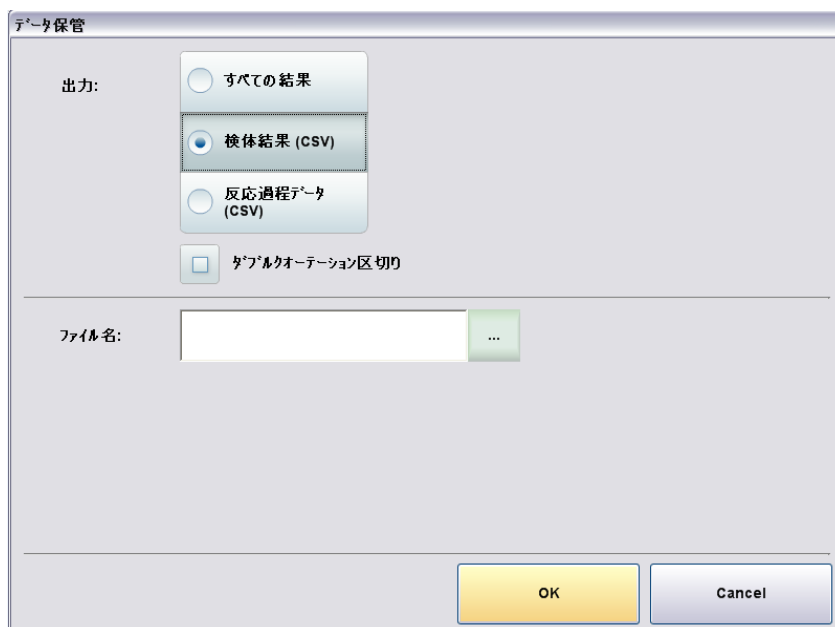 ﾃﾞｰﾀ保管
出力:
すべての結果
検体結果 (CSV)
反応過程ﾃﾞｰﾀ
(CSV)
ﾀﾞﾌﾞﾙｸｵｰﾃｰｼｮﾝ区切り
ﾌｧｲﾙ名:
...
OK
Cancel